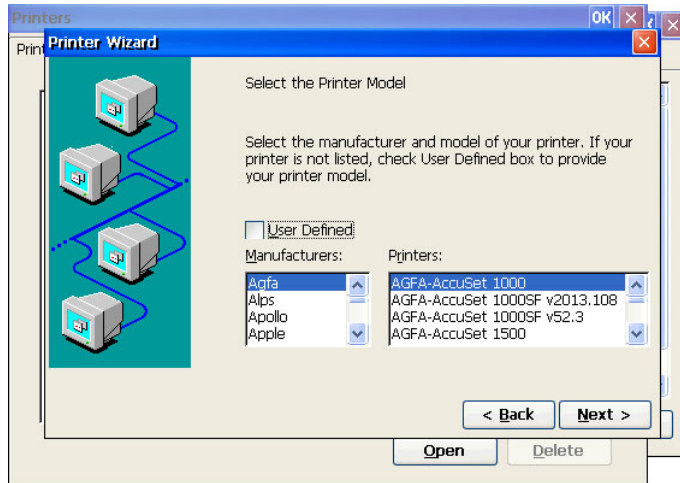 Printers
OK
Prin
Printer Wizard
Select the Printer Model
Select the manufacturer and model of your printer. If your
printer is not listed, check User Defined box to provide
your printer model.
User Defined
Manufacturers: Printers:
Agfa AGFA-AccuSet 1000
Alps AGFA-AccuSet 1000SF v2013.108
Apollo AGFA-AccuSet 1000SF v52.3
Apple AGFA-AccuSet 1500
< Back Next >
Open Delete